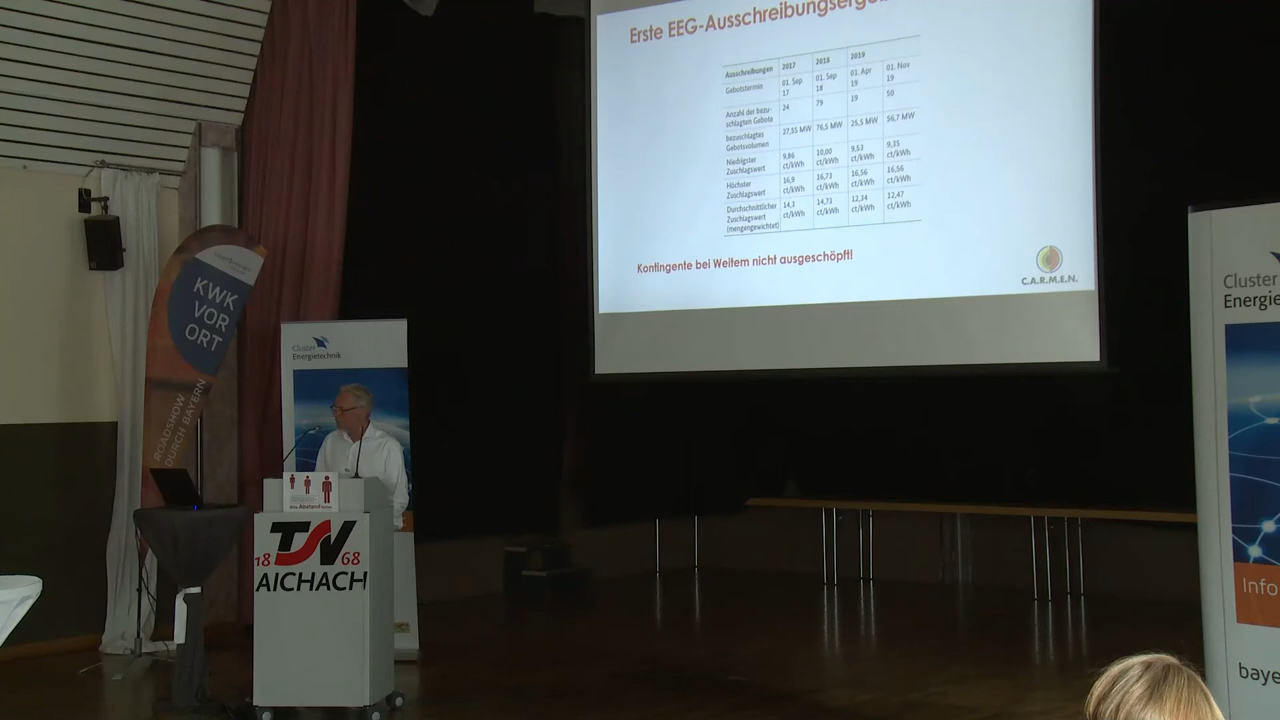 Erste EEG-Ausschreibungserge
Ausschreibungen 2017 2018 2019
Gebotstermin 01. Sep 17 01. Sep 18 01. Apr 19 01. Nov 19
Anzahl der bezuschlagten Gebote 24 79 19 50
bezuschlagtes Gebotsvolumen 27,55 MW 76,5 MW 25,5 MW 56,7 MW
Niedrigster Zuschlagswert 9,86 ct/kWh 10,00 ct/kWh 9,53 ct/kWh 9,35 ct/kWh
Höchster Zuschlagswert 16,9 ct/kWh 16,73 ct/kWh 16,56 ct/kWh 16,56 ct/kWh
Durchschnittlicher Zuschlagswert (mengengewichtet) 14,3 ct/kWh 14,73 ct/kWh 12,34 ct/kWh 12,47 ct/kWh
Kontingente bei Weitem nicht ausgeschöpft!
C.A.R.M.E.N.
KWK
VOR
ORT
ROADSHOW
DURCH BAYERN
Cluster
Energietechnik
Bitte Abstand halten
TSV
18 68
AICHACH
Cluster
Energie
Info
baye